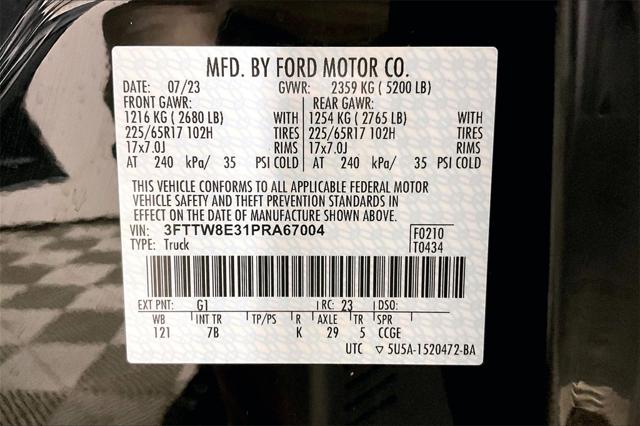 MFD. BY FORD MOTOR CO.
DATE: 07/23 GVWR: 2359 KG ( 5200 LB)
FRONT GAWR: REAR GAWR:
1216 KG ( 2680 LB) WITH 1254 KG ( 2765 LB) WITH
225/65R17 102H TIRES 225/65R17 102H TIRES
17x7.0J RIMS 17x7.0J RIMS
AT 240 kPa/ 35 PSI COLD AT 240 kPa/ 35 PSI COLD
THIS VEHICLE CONFORMS TO ALL APPLICABLE FEDERAL MOTOR
VEHICLE SAFETY AND THEFT PREVENTION STANDARDS IN
EFFECT ON THE DATE OF MANUFACTURE SHOWN ABOVE.
VIN: 3FTTW8E31PRA67004 F0210
TYPE: Truck T0434
EXT PNT: G1 RC: 23 DSO:
WB INT TR TP/PS R AXLE TR SPR
121 7B K 29 5 CCGE
UTC ▽ 5U5A-1520472-BA